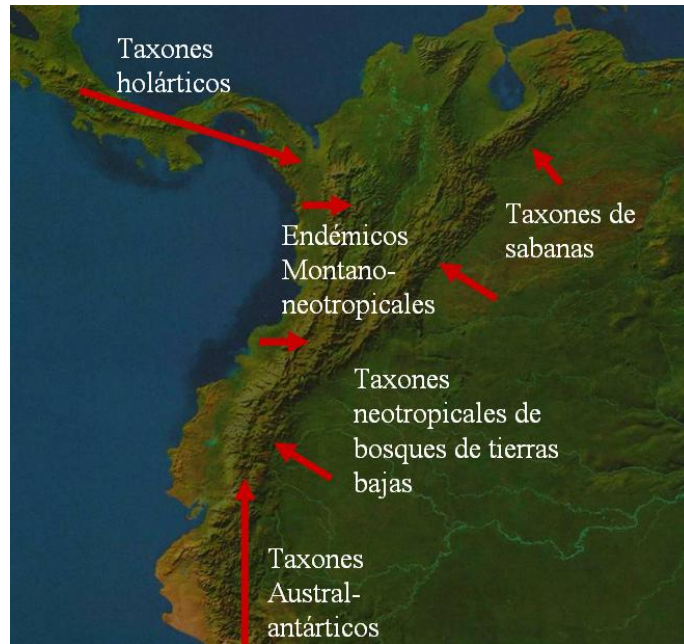 Taxones
holárticos
Endémicos
Montano-
neotropicales
Taxones de
sabanas
Taxones
neotropicales de
bosques de tierras
bajas
Taxones
Austral-
antárticos